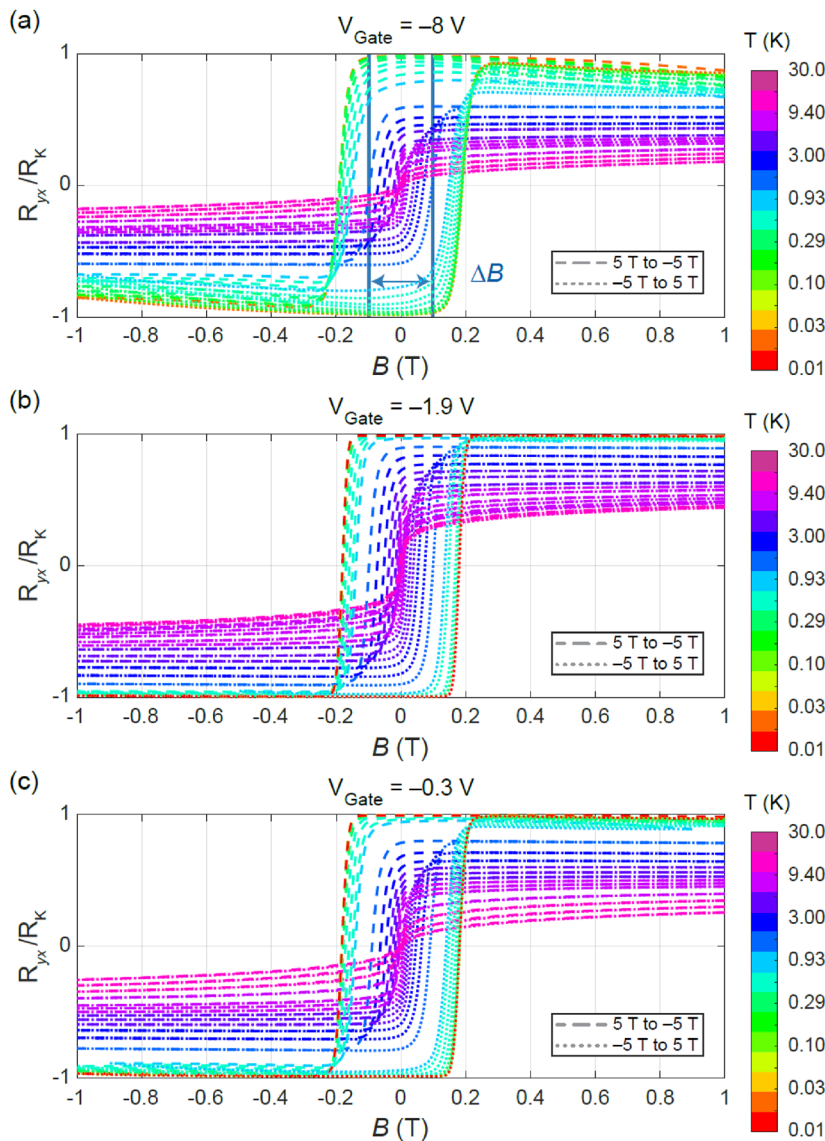 (a)
V_Gate = –8 V
T (K)
1
0
-1
R_yx/R_K
-1 -0.8 -0.6 -0.4 -0.2 0 0.2 0.4 0.6 0.8 1
B (T)
ΔB
5 T to –5 T
–5 T to 5 T
30.0
9.40
3.00
0.93
0.29
0.10
0.03
0.01
(b)
V_Gate = –1.9 V
T (K)
1
0
-1
R_yx/R_K
-1 -0.8 -0.6 -0.4 -0.2 0 0.2 0.4 0.6 0.8 1
B (T)
5 T to –5 T
–5 T to 5 T
30.0
9.40
3.00
0.93
0.29
0.10
0.03
0.01
(c)
V_Gate = –0.3 V
T (K)
1
0
-1
R_yx/R_K
-1 -0.8 -0.6 -0.4 -0.2 0 0.2 0.4 0.6 0.8 1
B (T)
5 T to –5 T
–5 T to 5 T
30.0
9.40
3.00
0.93
0.29
0.10
0.03
0.01